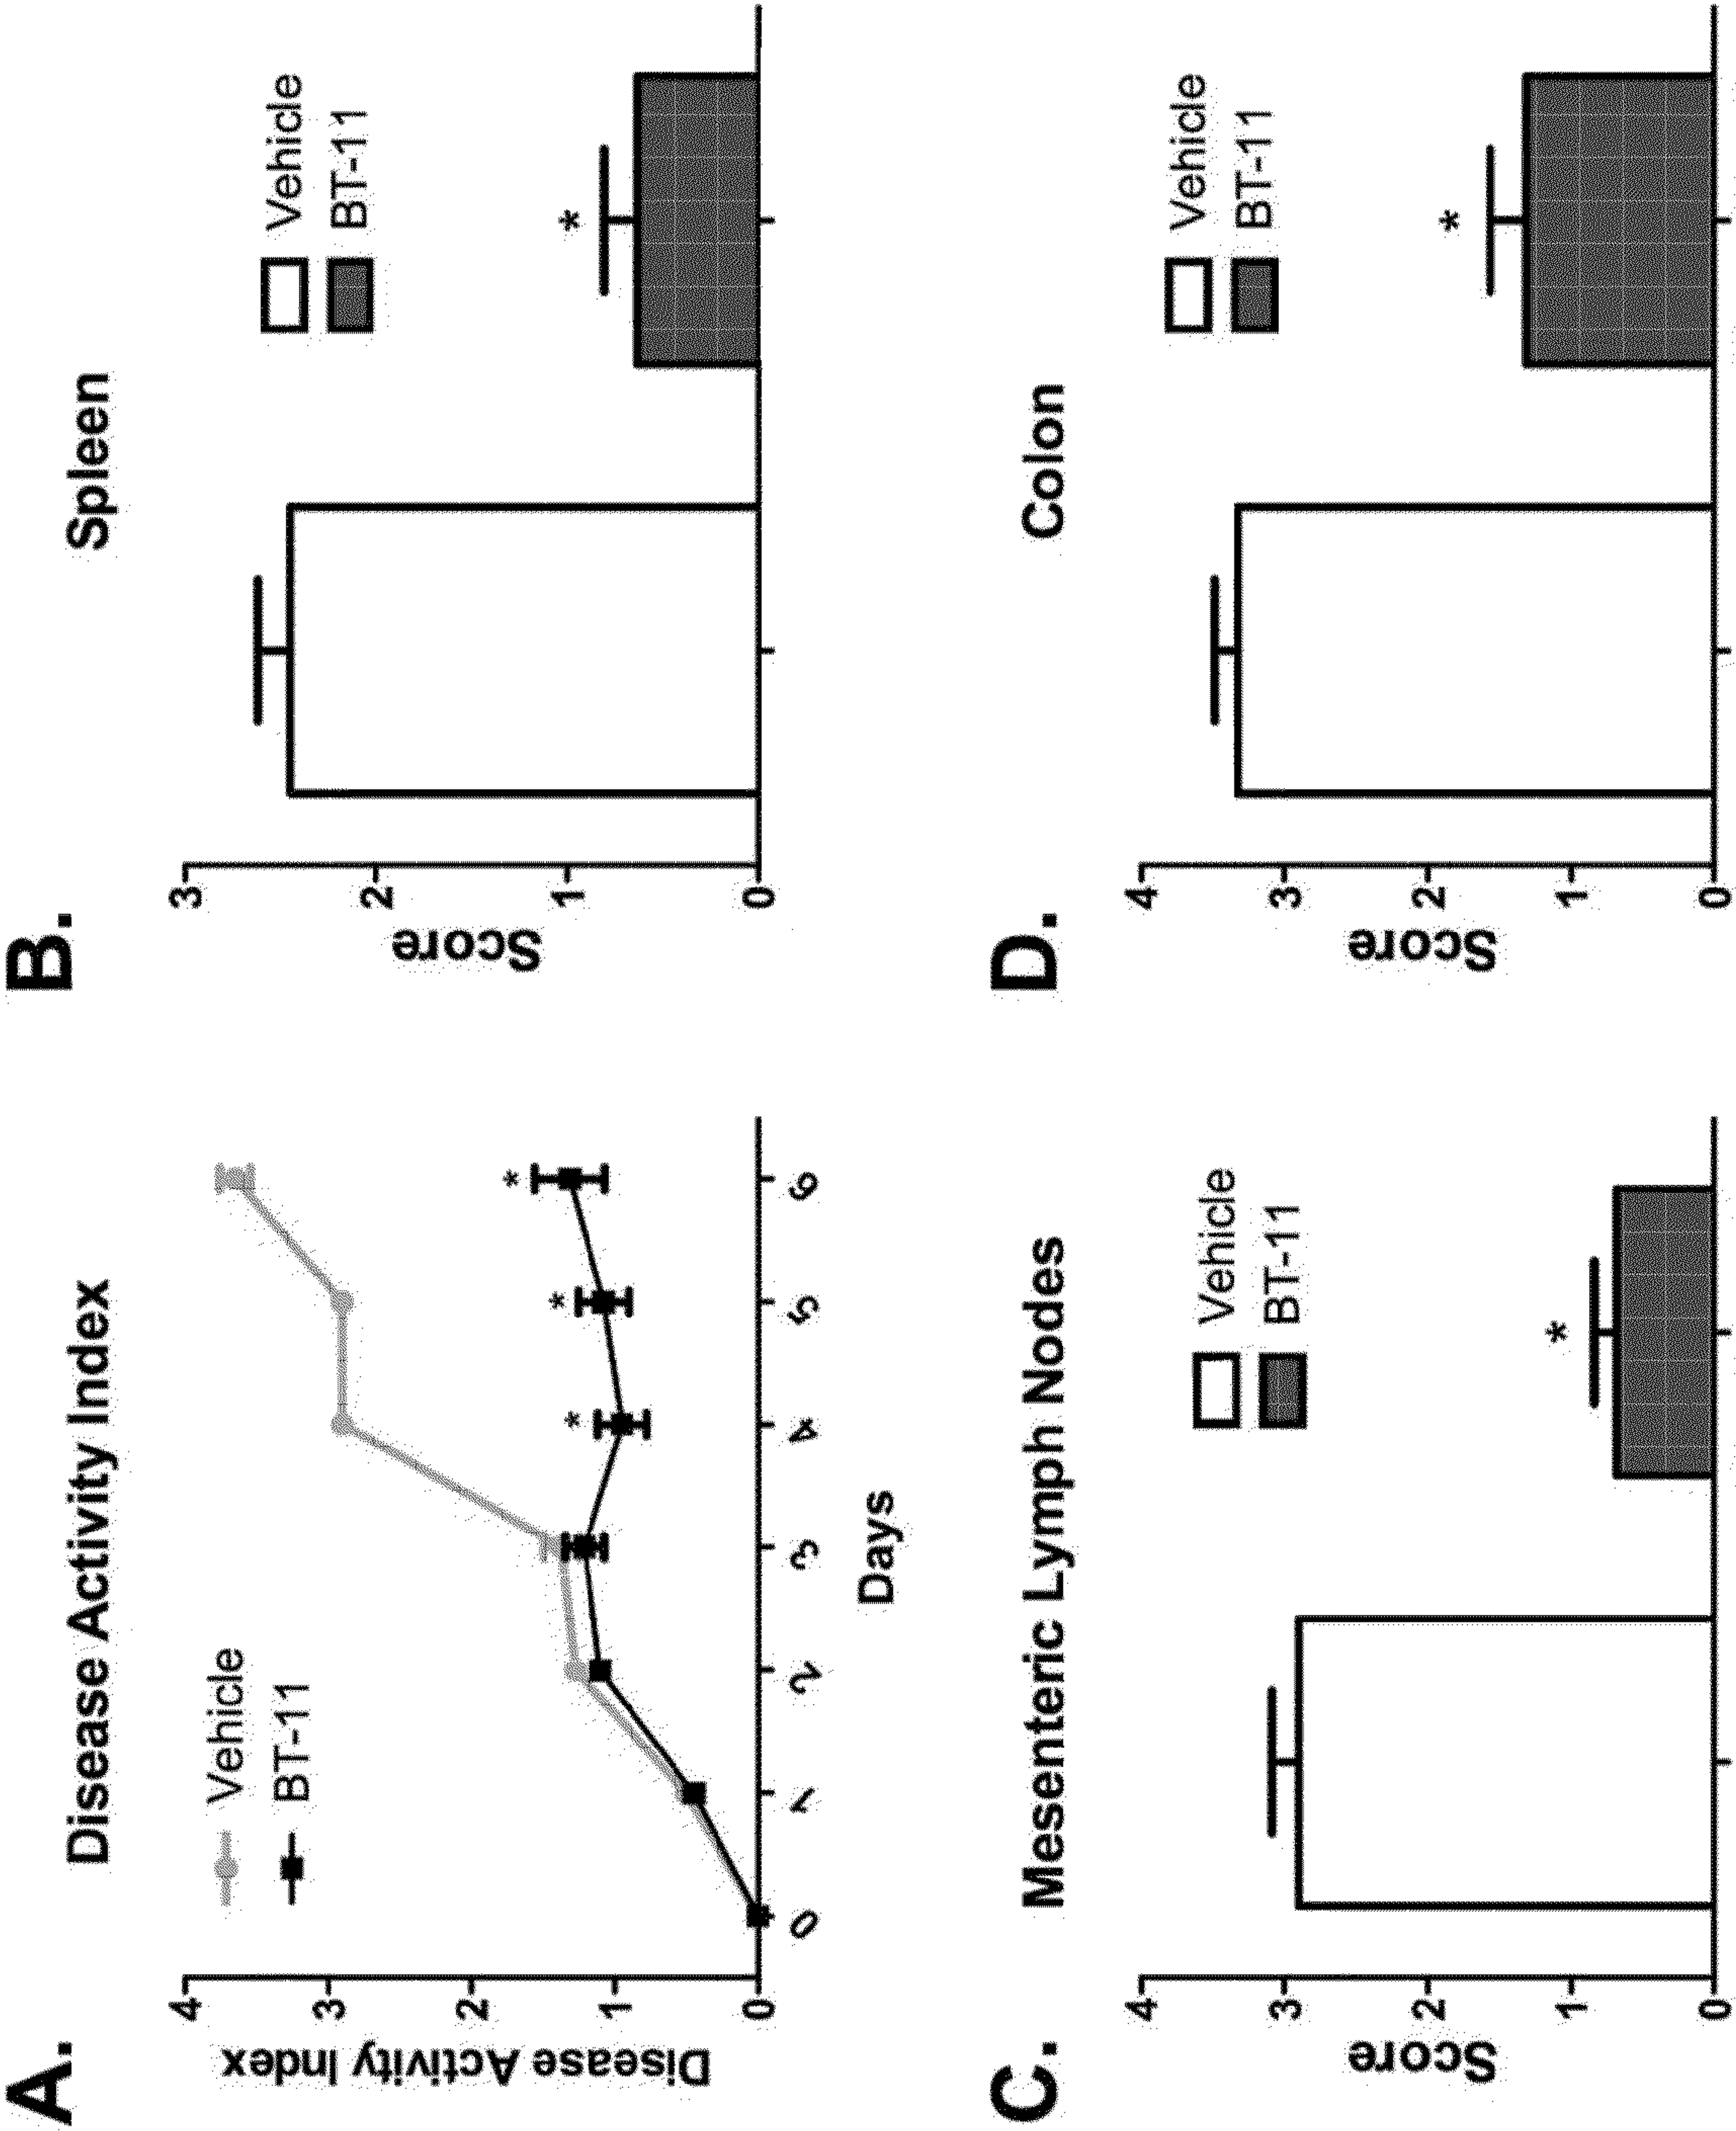 A.
Disease Activity Index
Disease Activity Index
4
3
2
1
0
Vehicle
BT-11
*
*
*
0
1
2
3
4
5
6
Days
B.
Spleen
Score
3
2
1
0
Vehicle
BT-11
*
C.
Mesenteric Lymph Nodes
Score
4
3
2
1
0
Vehicle
BT-11
*
D.
Colon
Score
4
3
2
1
0
Vehicle
BT-11
*